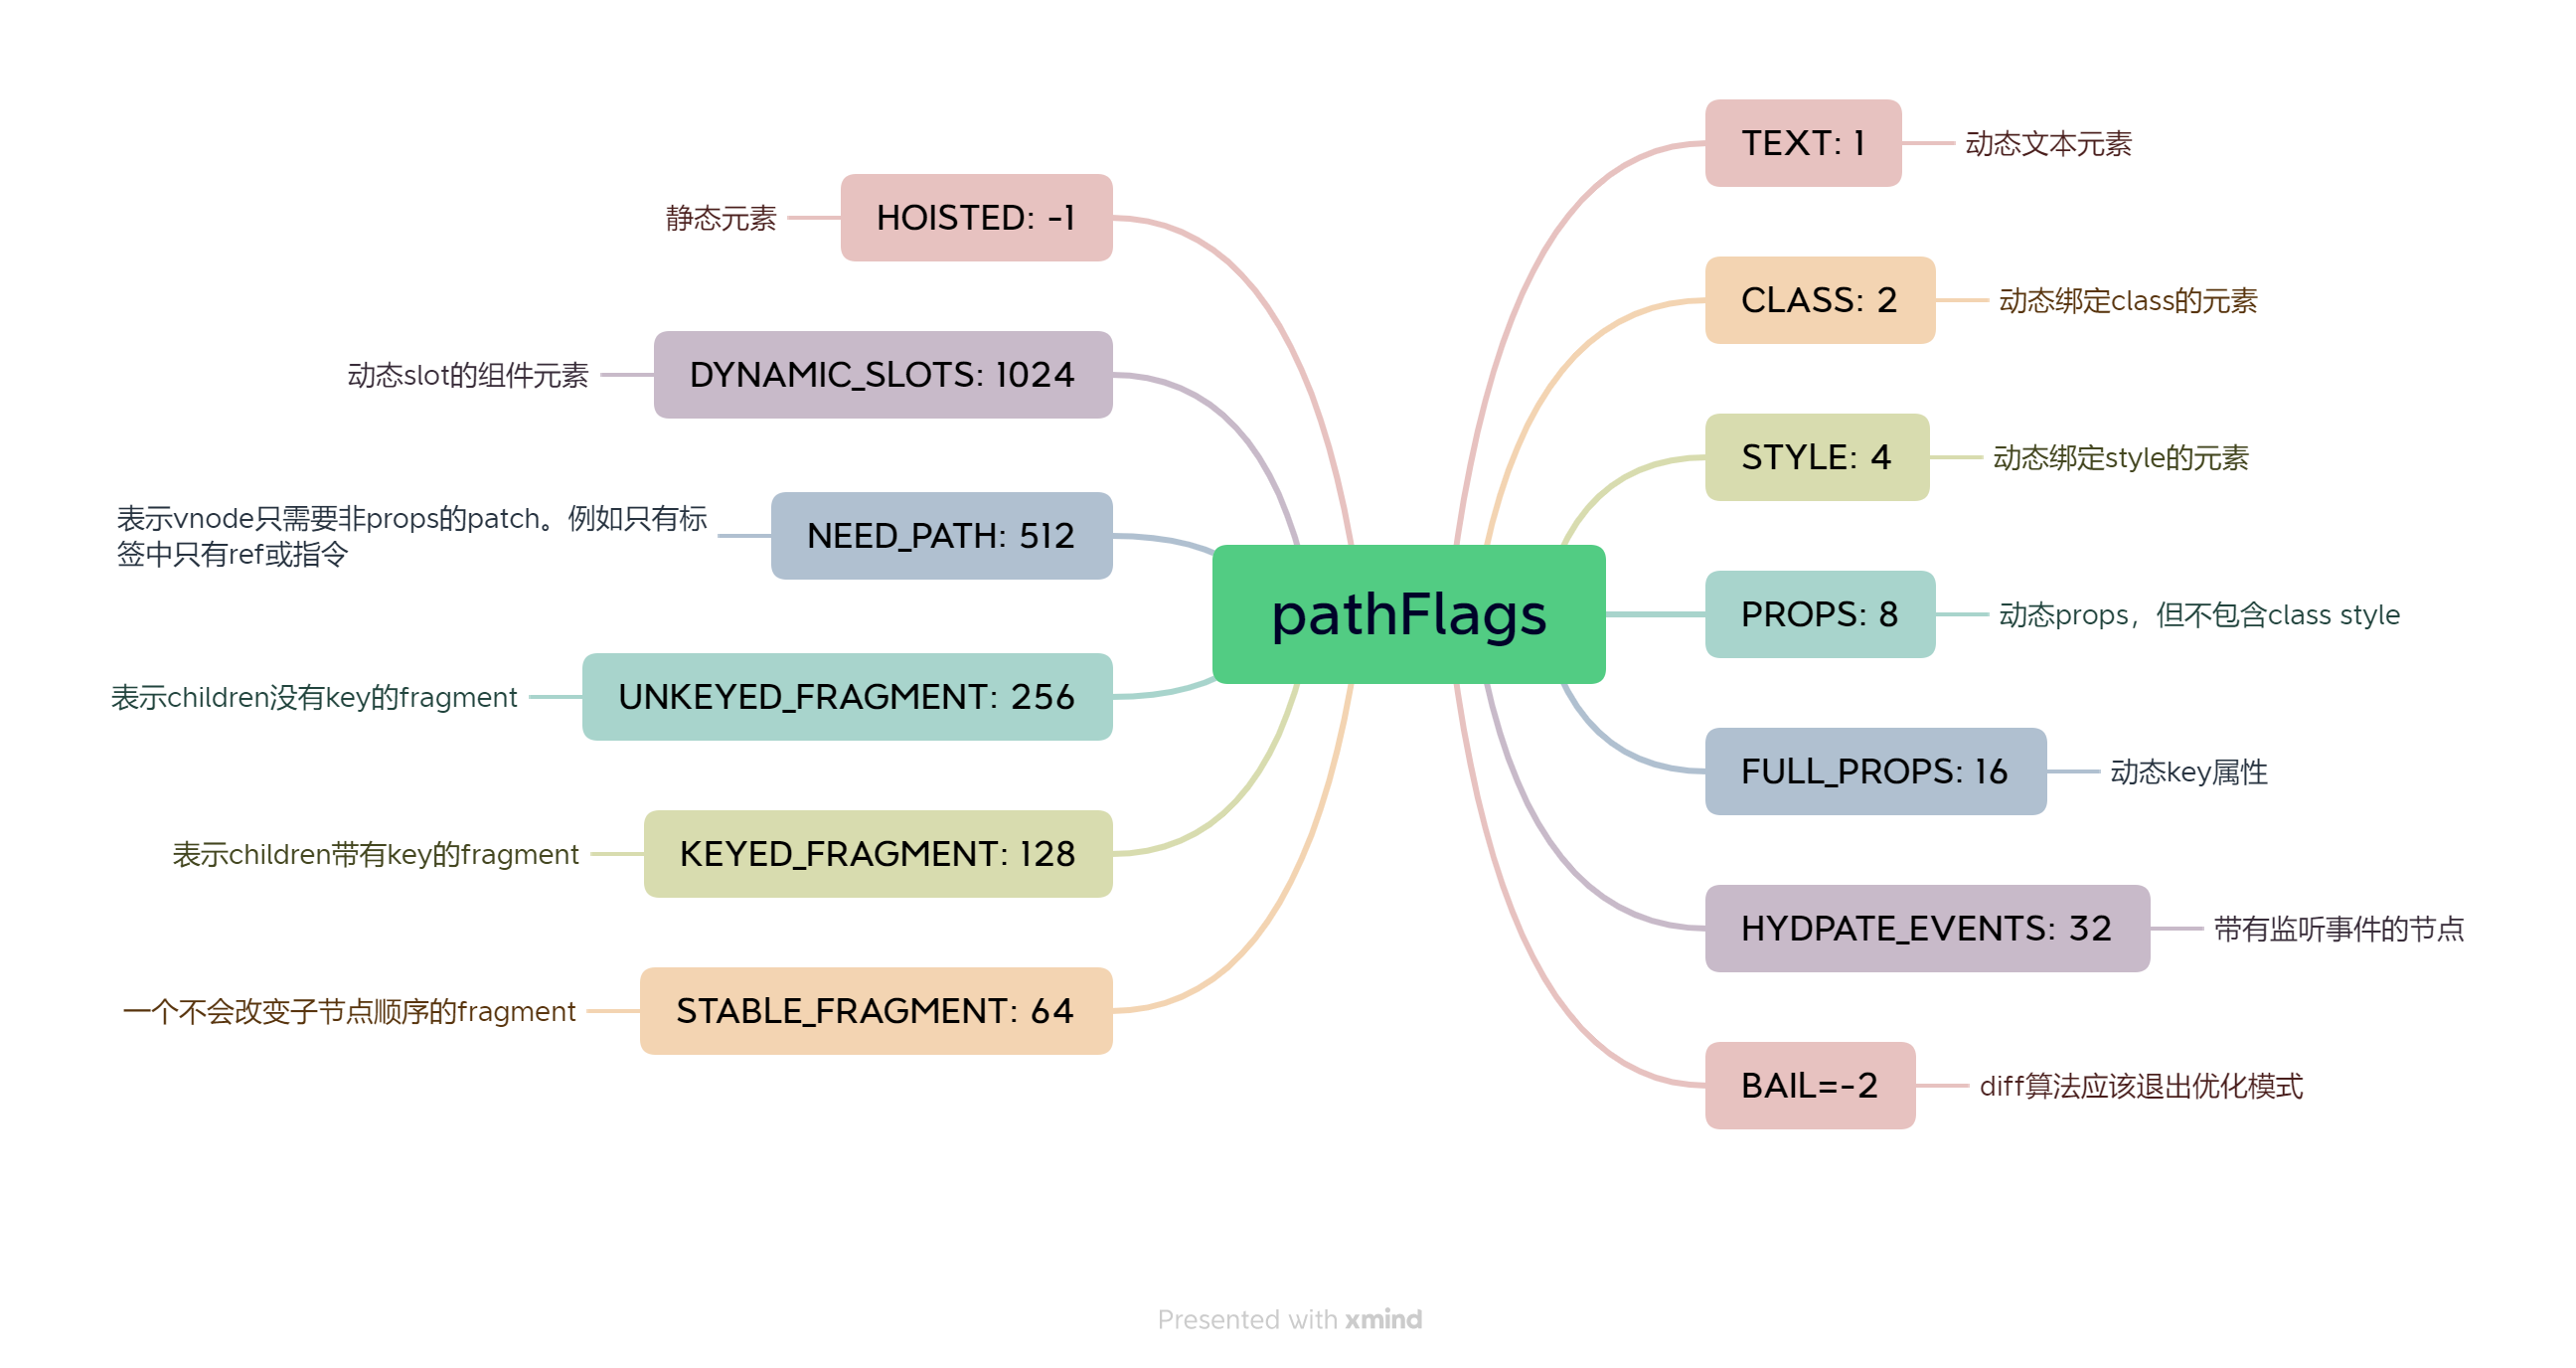 pathFlags
TEXT: 1
动态文本元素
CLASS: 2
动态绑定class的元素
STYLE: 4
动态绑定style的元素
PROPS: 8
动态props，但不包含class style
FULL_PROPS: 16
动态key属性
HYDPATE_EVENTS: 32
带有监听事件的节点
BAIL=-2
diff算法应该退出优化模式
HOISTED: -1
静态元素
DYNAMIC_SLOTS: 1024
动态slot的组件元素
NEED_PATH: 512
表示vnode只需要非props的patch。例如只有标
签中只有ref或指令
UNKEYED_FRAGMENT: 256
表示children没有key的fragment
KEYED_FRAGMENT: 128
表示children带有key的fragment
STABLE_FRAGMENT: 64
一个不会改变子节点顺序的fragment
Presented with xmind